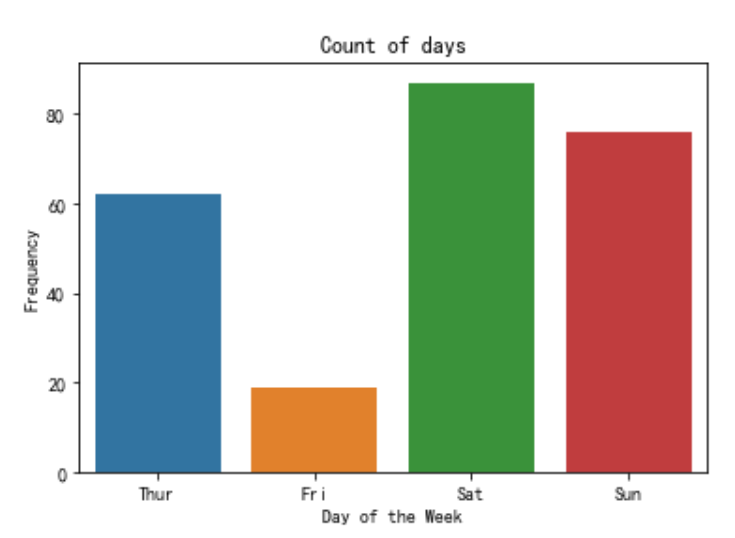 Count of days
80
60
40
20
0
Frequency
Thur Fri Sat Sun
Day of the Week